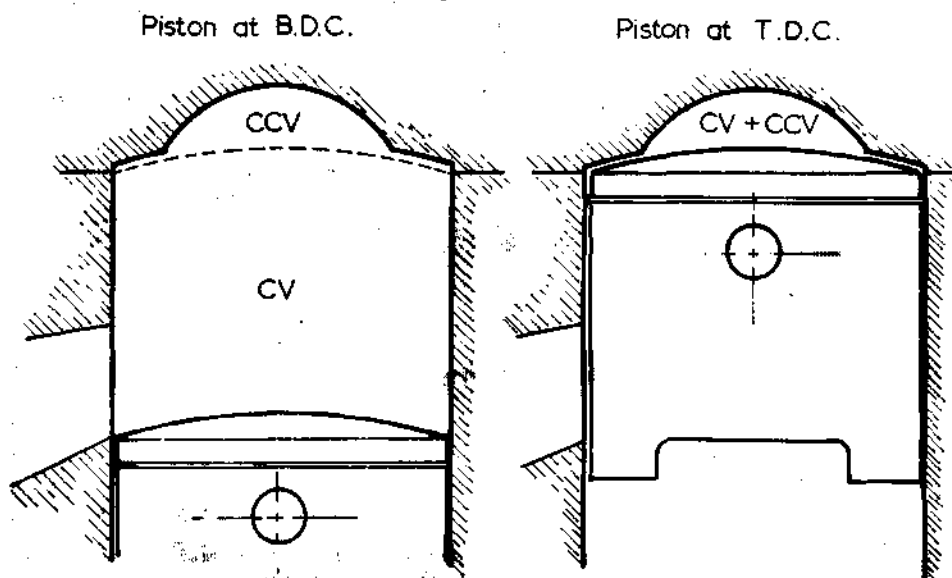 Piston at B.D.C.
Piston at T.D.C.
CCV
CV + CCV
CV